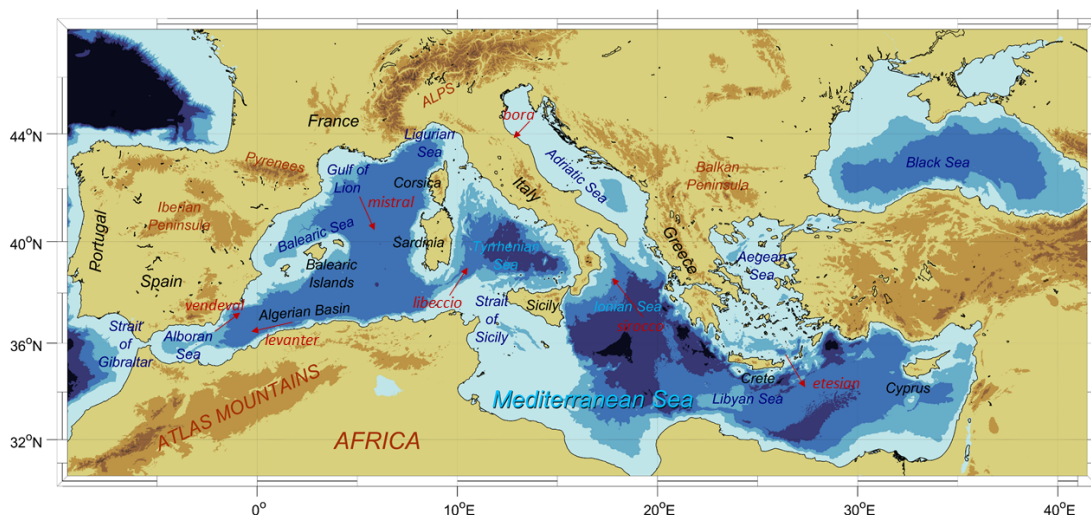 ALPS
bora
44°N
France
Ligurian
Sea
Pyrenees
Gulf of
Lion
Corsica
Italy
Adriatic Sea
Balkan
Peninsula
Black Sea
mistral
Iberian
Peninsula
Portugal
40°N
Balearic Sea
Sardinia
Tyrrhenian
Sea
Greece
Aegean
Sea
Spain
Balearic
Islands
vendeval
libeccio
Algerian Basin
Strait
of
Sicily
Sicily
Ionian Sea
sirocco
Strait
of
Gibraltar
Alboran
Sea
levanter
36°N
Crete
etesian
Cyprus
Libyan Sea
Mediterranean Sea
ATLAS MOUNTAINS
AFRICA
32°N
0°
10°E
20°E
30°E
40°E